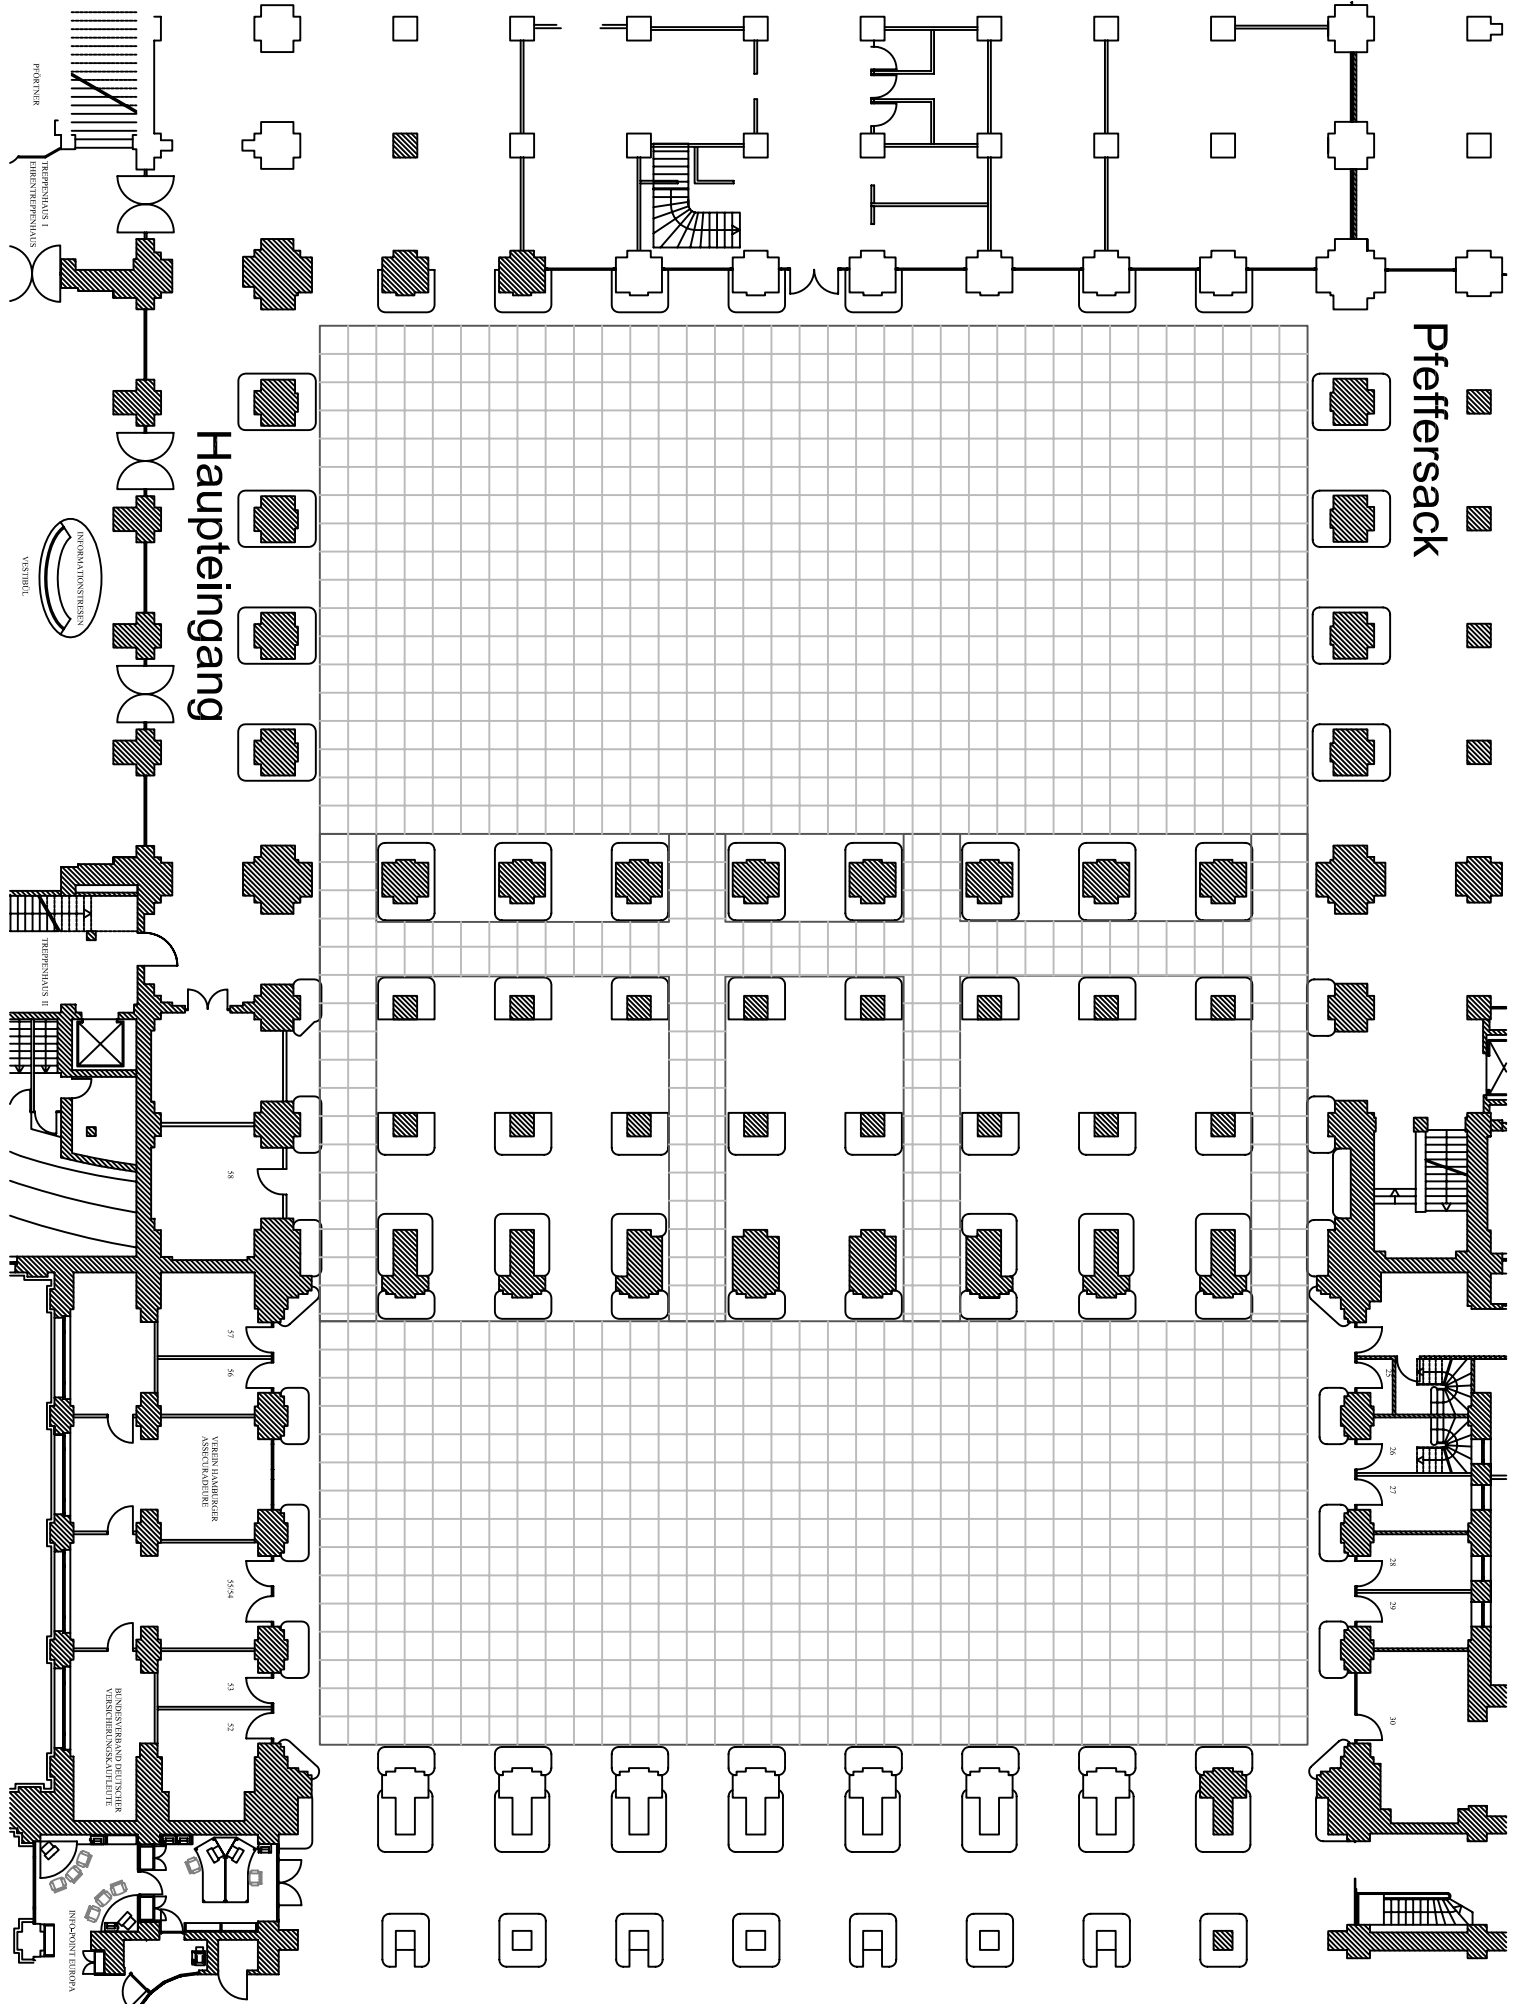 PFÖRTNER
TREPPENHAUS I
EHRENTREPPENHAUS
Pfeffersack
Haupteingang
INFORMATIONSTRESEN
VESTIBÜL
TREPPENHAUS II
58
57
56
VEREIN HAMBURGER
ASSECURADEURE
55/54
53
52
BUNDESVERBAND DEUTSCHER
VERSICHERUNGSKAUFLEUTE
INFO-POINT EUROPA
25
26
27
28
29
30